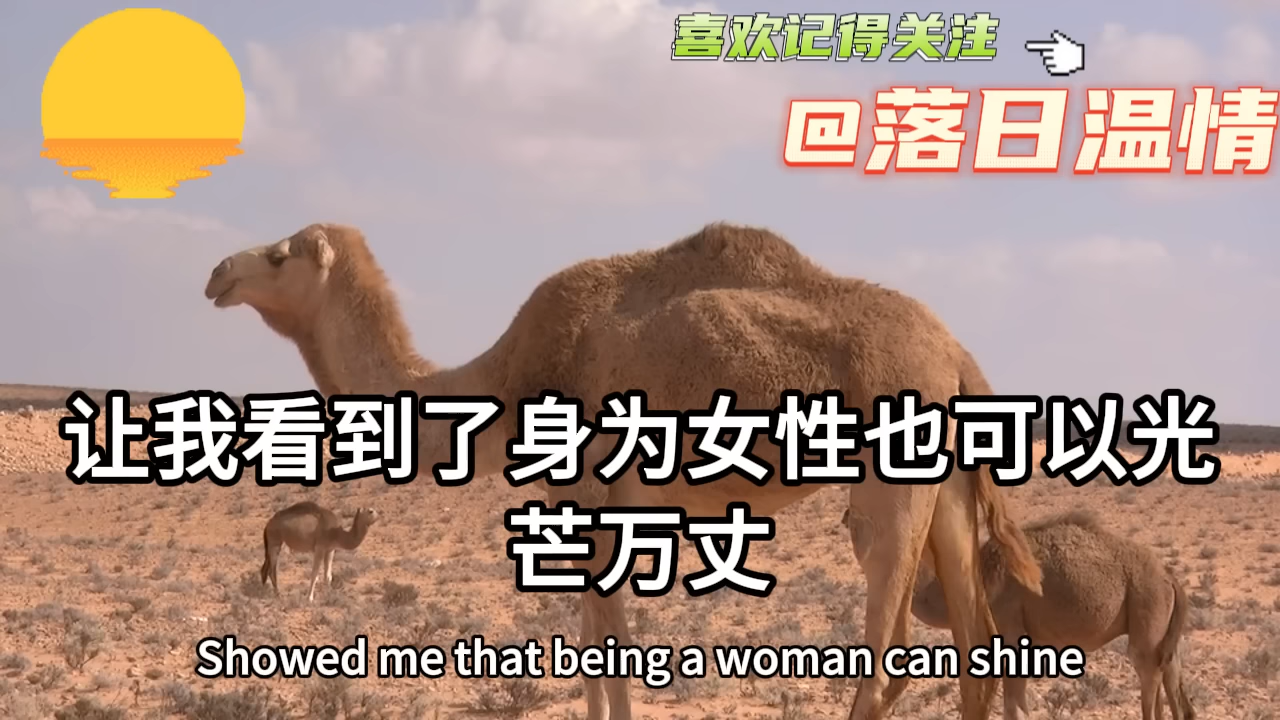 喜欢记得关注
@落日温情
让我看到了身为女性也可以光
芒万丈
Showed me that being a woman can shine